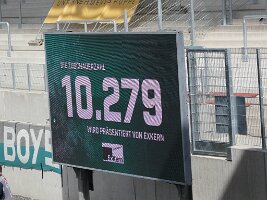 DIE ZUSCHAUERZAHL
10.279
WIRD PRÄSENTIERT VON EXXERN
BOYS